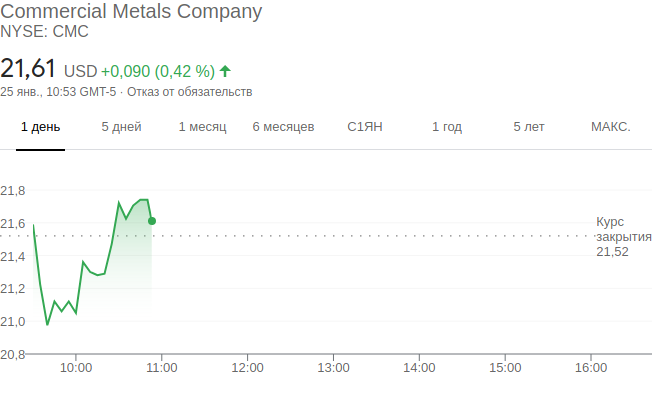 Commercial Metals Company
NYSE: CMC
21,61 USD +0,090 (0,42 %)
25 янв., 10:53 GMT-5 · Отказ от обязательств
1 день 5 дней 1 месяц 6 месяцев С1ЯН 1 год 5 лет МАКС.
21,8
21,6
21,4
21,2
21,0
20,8
Курс
закрытия
21,52
10:00 11:00 12:00 13:00 14:00 15:00 16:00